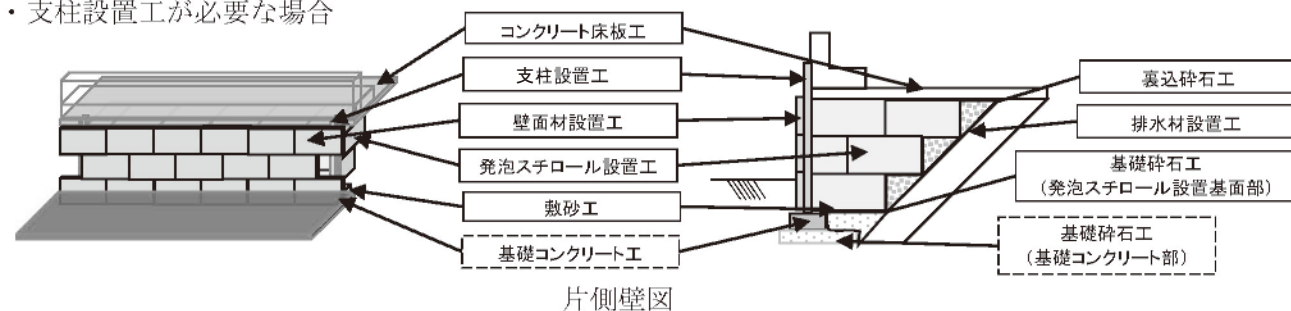 ・支柱設置工が必要な場合
コンクリート床板工
支柱設置工
壁面材設置工
発泡スチロール設置工
敷砂工
基礎コンクリート工
裏込砕石工
排水材設置工
基礎砕石工
（発泡スチロール設置基面部）
基礎砕石工
（基礎コンクリート部）
片側壁図